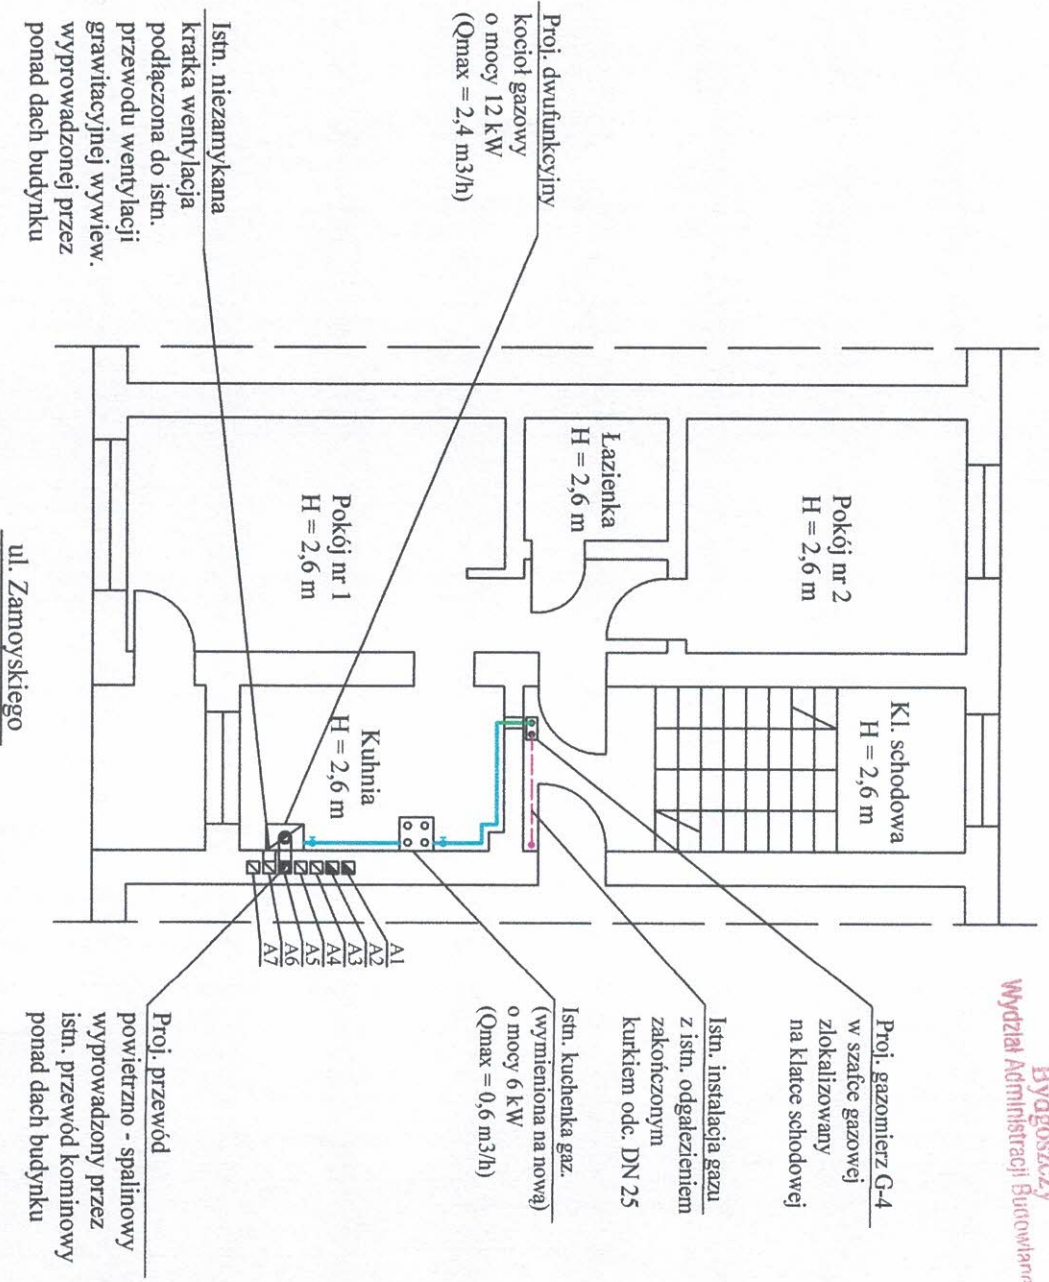 Bydgoszczy
Wydział Administracji Budowlanej
Proj. gazomierz G-4
w szafce gazowej
zlokalizowany
na klatce schodowej
Istn. instalacja gazu
z istn. odgałęzieniem
zakończonym
kurkiem odc. DN 25
Istn. kuchenka gaz.
(wymieniona na nową)
o mocy 6 kW
(Qmax = 0,6 m3/h)
Proj. przewód
powietrzno - spalinowy
wyprowadzony przez
istn. przewód kominowy
ponad dach budynku
Kl. schodowa
H = 2,6 m
Pokój nr 2
H = 2,6 m
Łazienka
H = 2,6 m
Pokój nr 1
H = 2,6 m
Kuhnia
H = 2,6 m
A1
A2
A3
A4
A5
A6
A7
Proj. dwufunkcyjny
kocioł gazowy
o mocy 12 kW
(Qmax = 2,4 m3/h)
Istn. niezamykana
kratka wentylacja
podłączona do istn.
przewodu wentylacji
grawitacyjnej wywiew.
wyprowadzonej przez
ponad dach budynku
ul. Zamoyskiego